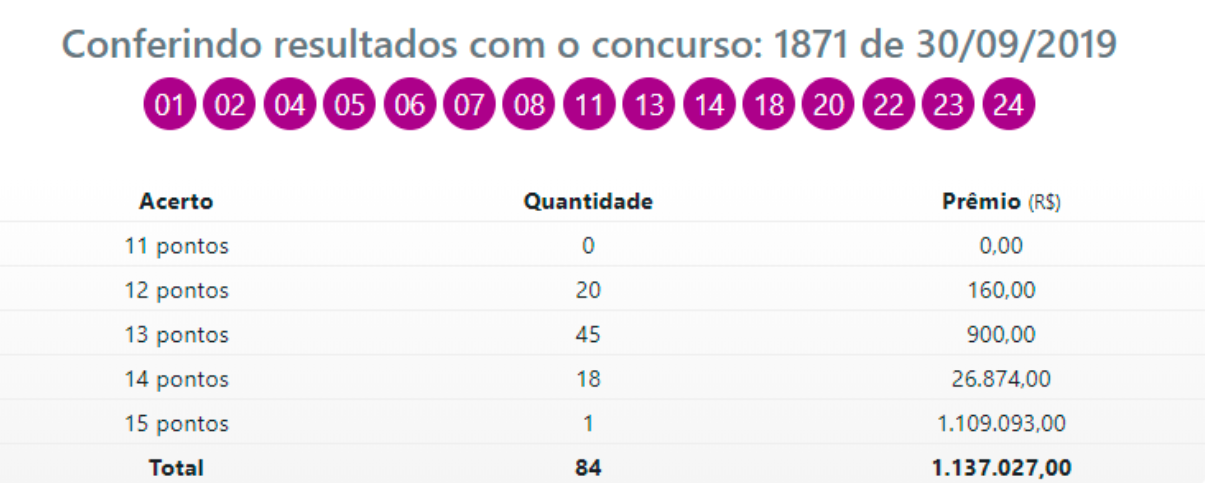 Conferindo resultados com o concurso: 1871 de 30/09/2019
01 02 04 05 06 07 08 11 13 14 18 20 22 23 24
Acerto Quantidade Prêmio (R$)
11 pontos 0 0,00
12 pontos 20 160,00
13 pontos 45 900,00
14 pontos 18 26.874,00
15 pontos 1 1.109.093,00
Total 84 1.137.027,00